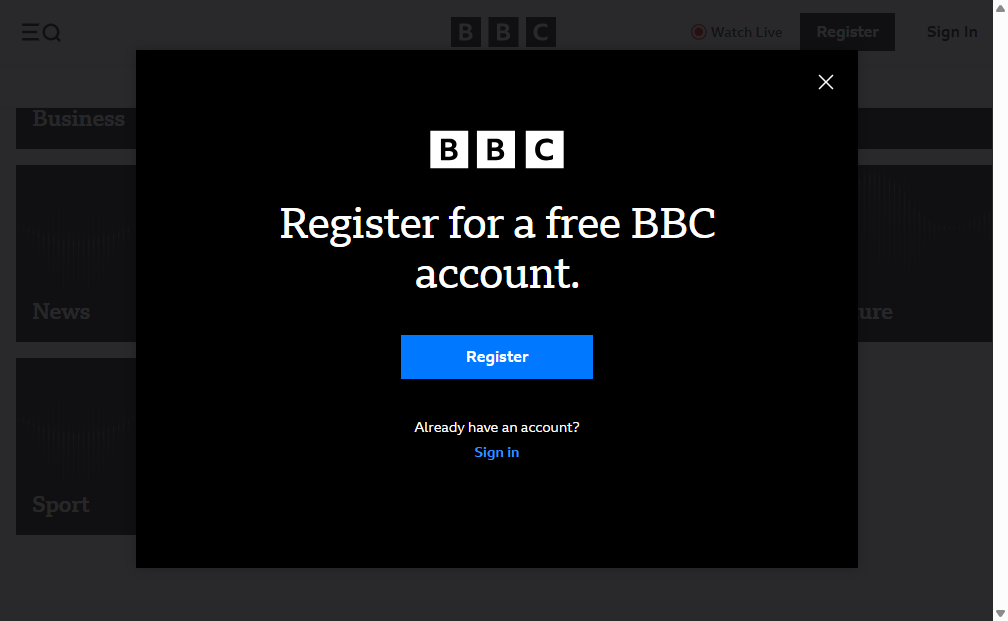 BBC
Watch Live
Register
Sign In
Business
BBC
Register for a free BBC
account.
News
ure
Register
Already have an account?
Sign in
Sport